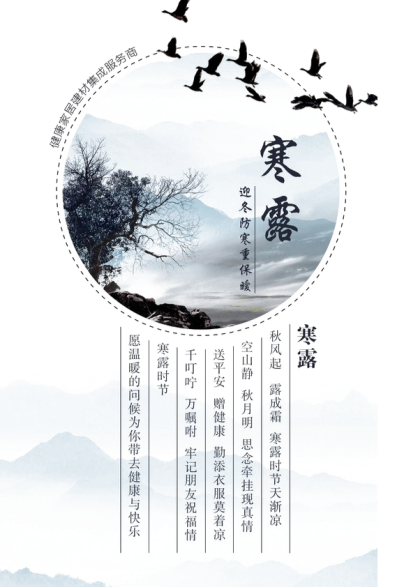 健康家居建材集成服务商
寒露
迎冬防寒重保暖
寒露
秋风起 露成霜 寒露时节天渐凉
空山静 秋月明 思念牵挂现真情
送平安 赠健康 勤添衣服莫着凉
千叮咛 万嘱咐 牢记朋友祝福情
寒露时节
愿温暖的问候为你带去健康与快乐